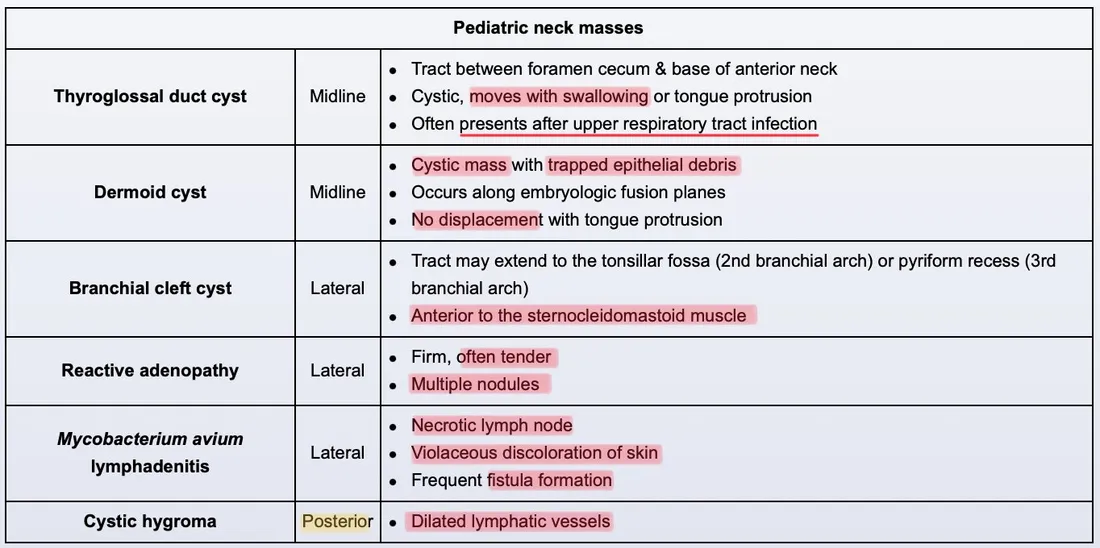 Pediatric neck masses
Thyroglossal duct cyst
Midline
• Tract between foramen cecum & base of anterior neck
• Cystic, moves with swallowing or tongue protrusion
• Often presents after upper respiratory tract infection
Dermoid cyst
Midline
• Cystic mass with trapped epithelial debris
• Occurs along embryologic fusion planes
• No displacement with tongue protrusion
Branchial cleft cyst
Lateral
• Tract may extend to the tonsillar fossa (2nd branchial arch) or pyriform recess (3rd
branchial arch)
• Anterior to the sternocleidomastoid muscle
Reactive adenopathy
Lateral
• Firm, often tender
• Multiple nodules
Mycobacterium avium
lymphadenitis
Lateral
• Necrotic lymph node
• Violaceous discoloration of skin
• Frequent fistula formation
Cystic hygroma
Posterior
• Dilated lymphatic vessels